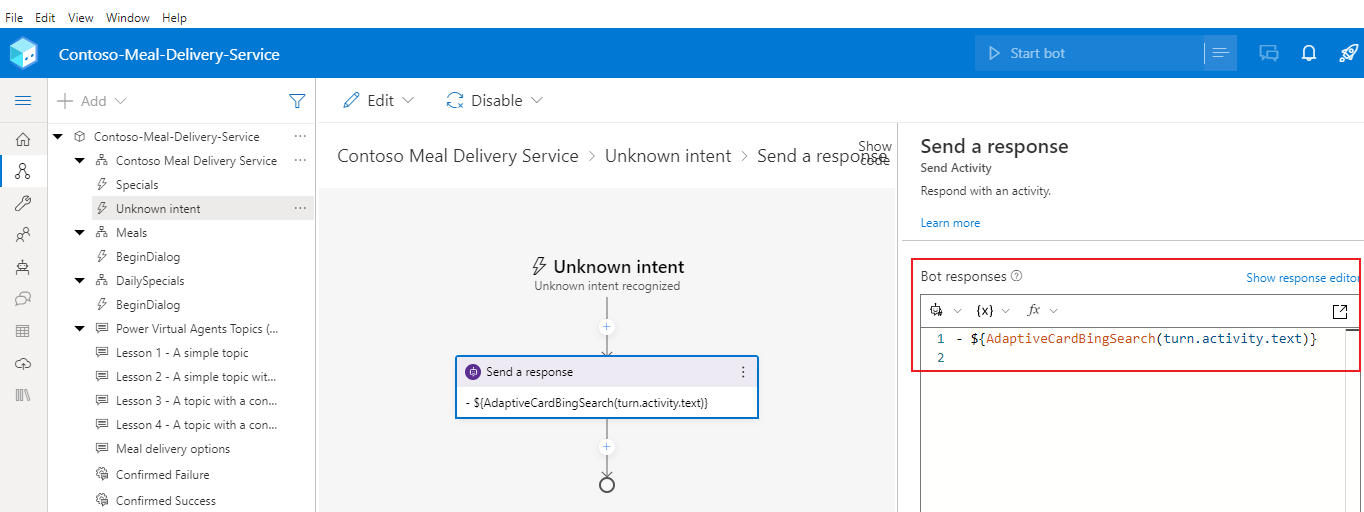 File Edit View Window Help
Contoso-Meal-Delivery-Service
Start bot
Add
Contoso-Meal-Delivery-Service ...
Contoso Meal Delivery Service ...
Specials
Unknown intent ...
Meals
BeginDialog
DailySpecials
BeginDialog
Power Virtual Agents Topics (...
Lesson 1 - A simple topic
Lesson 2 - A simple topic wit...
Lesson 3 - A topic with a con...
Lesson 4 - A topic with a con...
Meal delivery options
Confirmed Failure
Confirmed Success
Edit Disable
Contoso Meal Delivery Service > Unknown intent > Send a response
Show code
Unknown intent
Unknown intent recognized
Send a response
- ${AdaptiveCardBingSearch(turn.activity.text)}
Send a response
Send Activity
Respond with an activity.
Learn more
Bot responses Show response editor
{x} fx
1 - ${AdaptiveCardBingSearch(turn.activity.text)}
2